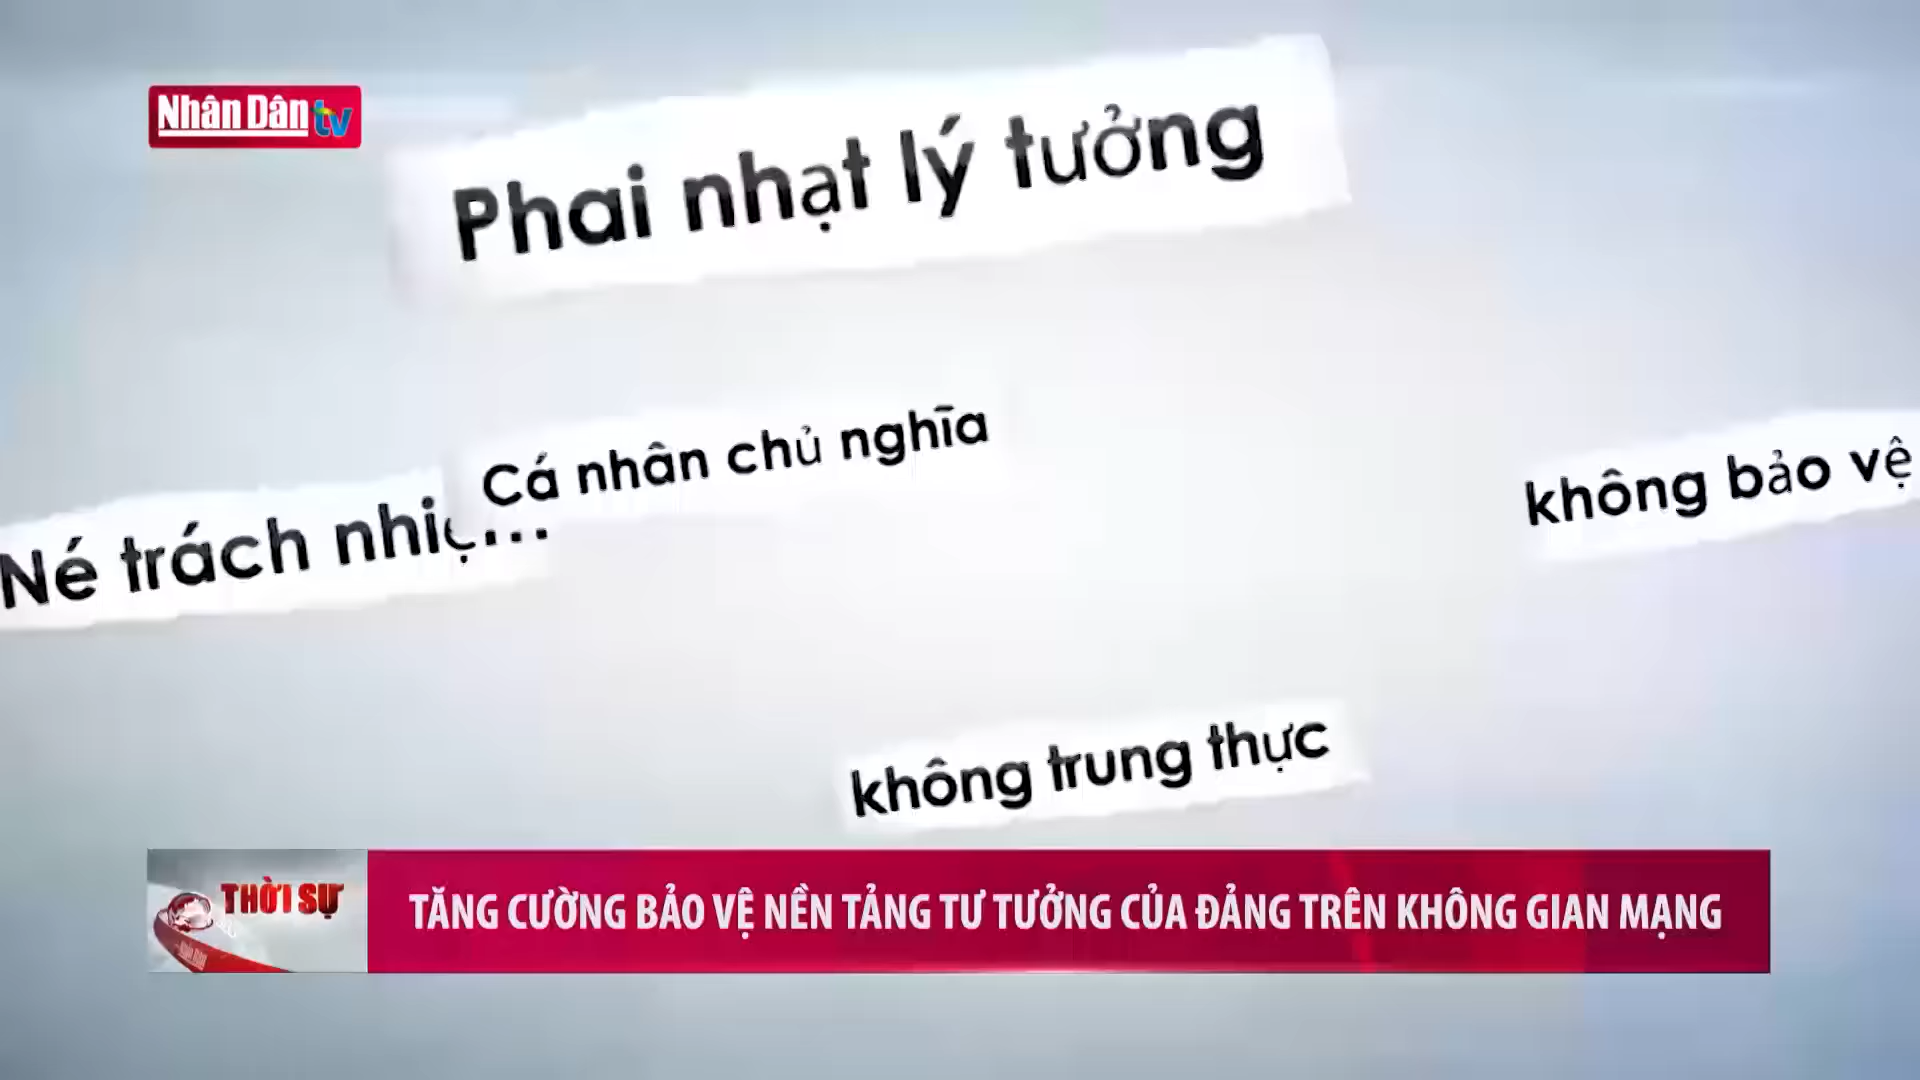 Nhân Dân tv
Phai nhạt lý tưởng
Cá nhân chủ nghĩa
không bảo vệ
Né trách nhiệ...
không trung thực
THỜI SỰ
TĂNG CƯỜNG BẢO VỆ NỀN TẢNG TƯ TƯỞNG CỦA ĐẢNG TRÊN KHÔNG GIAN MẠNG